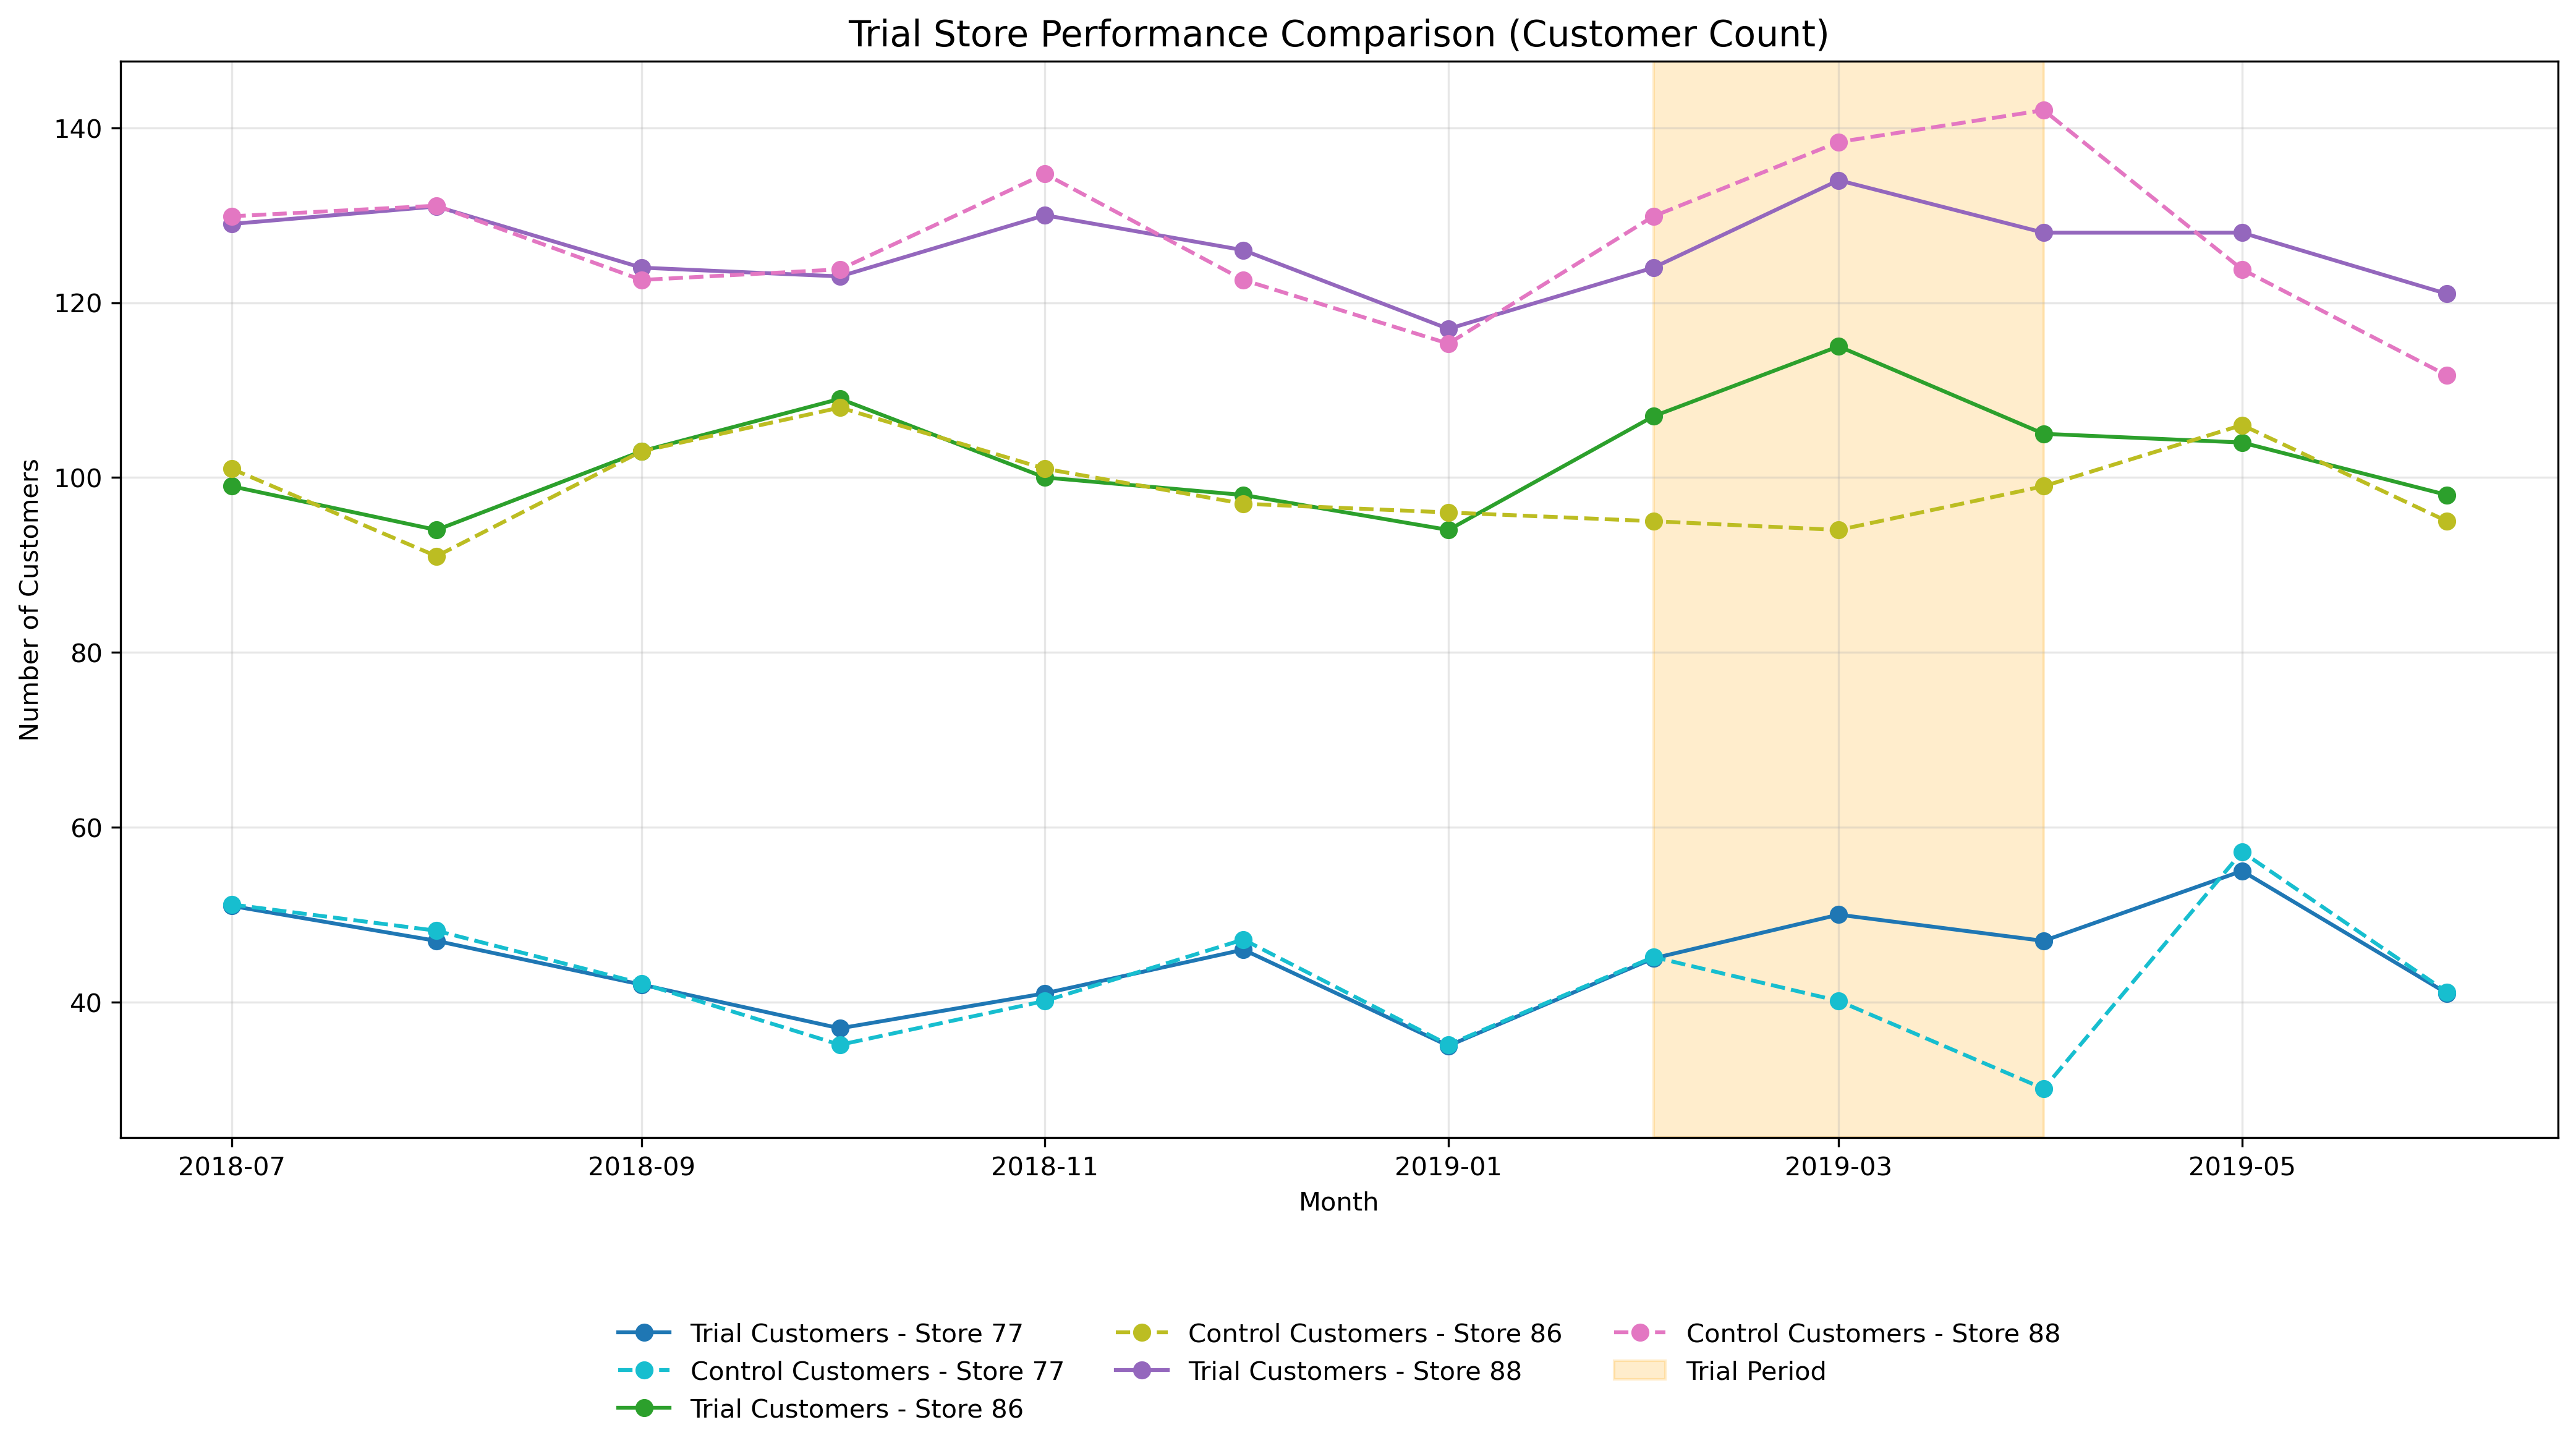 Trial Store Performance Comparison (Customer Count)
140
120
100
80
60
40
Number of Customers
2018-07
2018-09
2018-11
2019-01
2019-03
2019-05
Month
Trial Customers - Store 77
Control Customers - Store 77
Trial Customers - Store 86
Control Customers - Store 86
Trial Customers - Store 88
Control Customers - Store 88
Trial Period